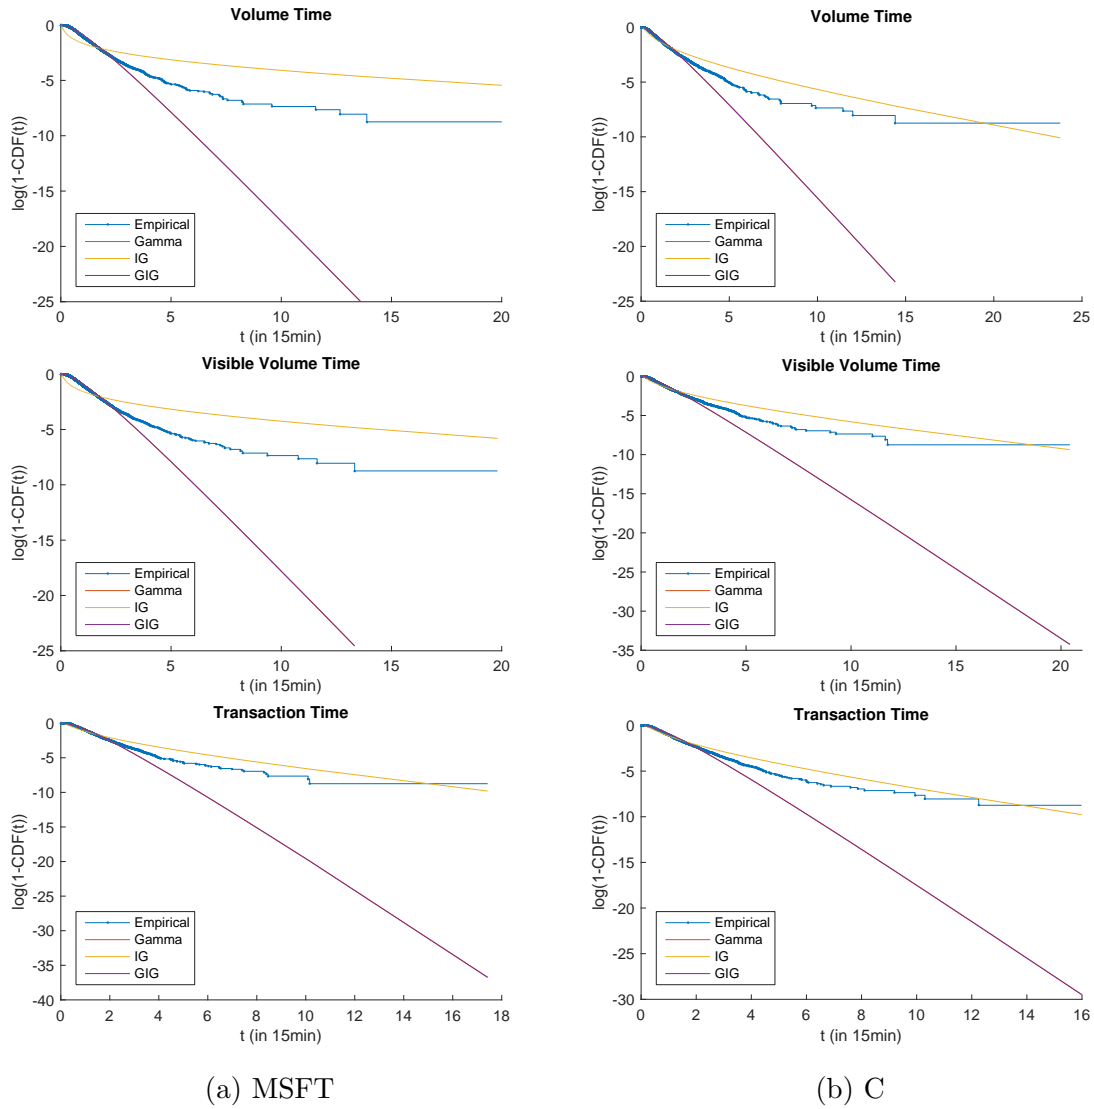 Volume Time
log(1-CDF(t))
0
-5
-10
-15
-20
-25
Empirical
Gamma
IG
GIG
0 5 10 15 20
t (in 15min)
Volume Time
log(1-CDF(t))
0
-5
-10
-15
-20
-25
Empirical
Gamma
IG
GIG
0 5 10 15 20 25
t (in 15min)
Visible Volume Time
log(1-CDF(t))
0
-5
-10
-15
-20
-25
Empirical
Gamma
IG
GIG
0 5 10 15 20
t (in 15min)
Visible Volume Time
log(1-CDF(t))
0
-5
-10
-15
-20
-25
-30
-35
Empirical
Gamma
IG
GIG
0 5 10 15 20
t (in 15min)
Transaction Time
log(1-CDF(t))
0
-5
-10
-15
-20
-25
-30
-35
-40
Empirical
Gamma
IG
GIG
0 2 4 6 8 10 12 14 16 18
t (in 15min)
Transaction Time
log(1-CDF(t))
0
-5
-10
-15
-20
-25
-30
Empirical
Gamma
IG
GIG
0 2 4 6 8 10 12 14 16
t (in 15min)
(a) MSFT
(b) C